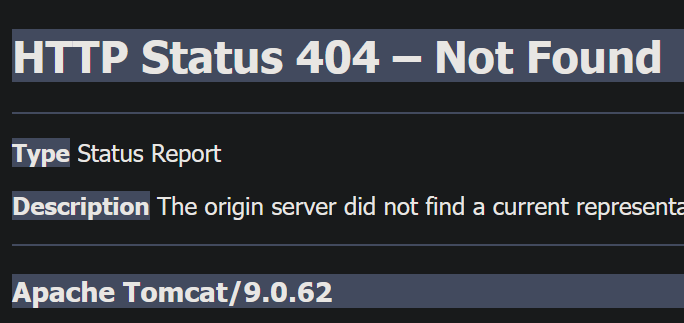 HTTP Status 404 – Not Found
Type Status Report
Description The origin server did not find a current representa
Apache Tomcat/9.0.62